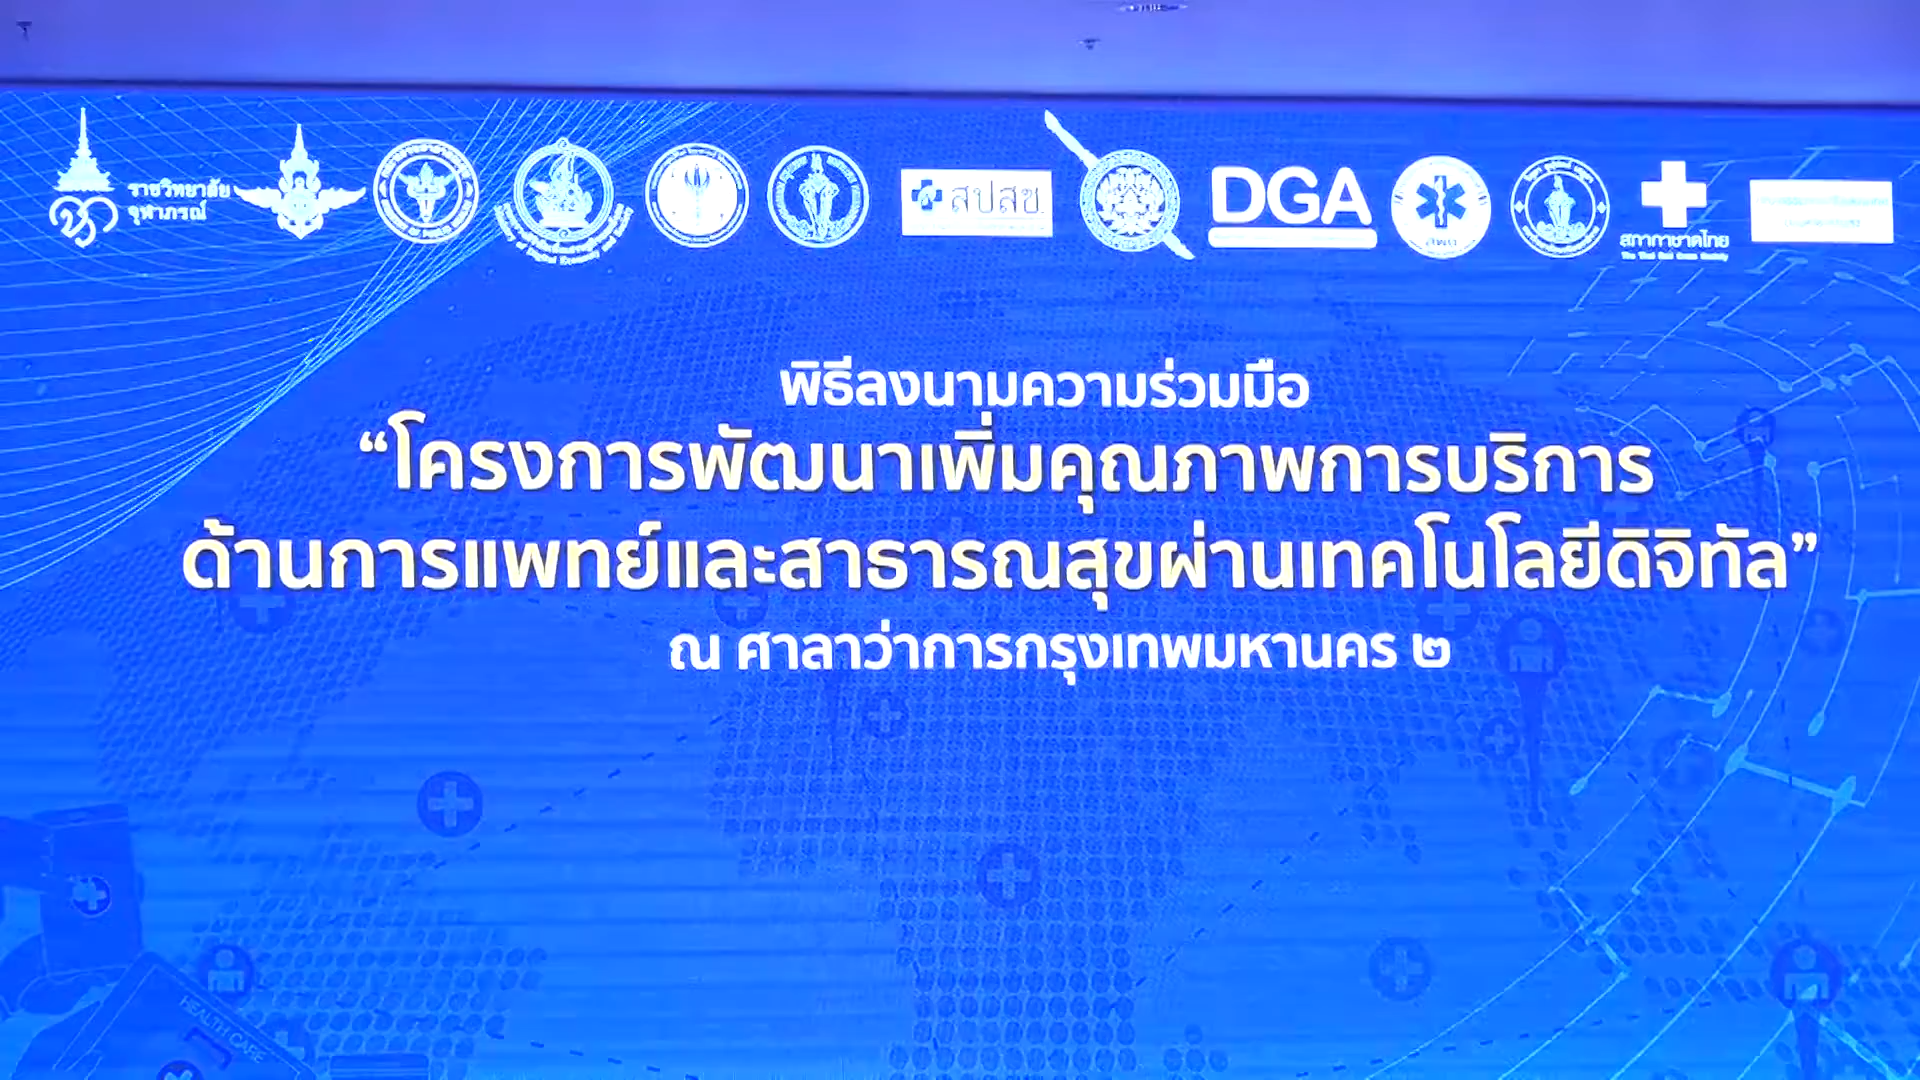 ราชวิทยาลัย
จุฬาภรณ์
สปสช.
DGA
สภากาชาดไทย
The Thai Red Cross Society
พิธีลงนามความร่วมมือ
“โครงการพัฒนาเพิ่มคุณภาพการบริการ
ด้านการแพทย์และสาธารณสุขผ่านเทคโนโลยีดิจิทัล”
ณ ศาลาว่าการกรุงเทพมหานคร ๒
HEALTH CARE